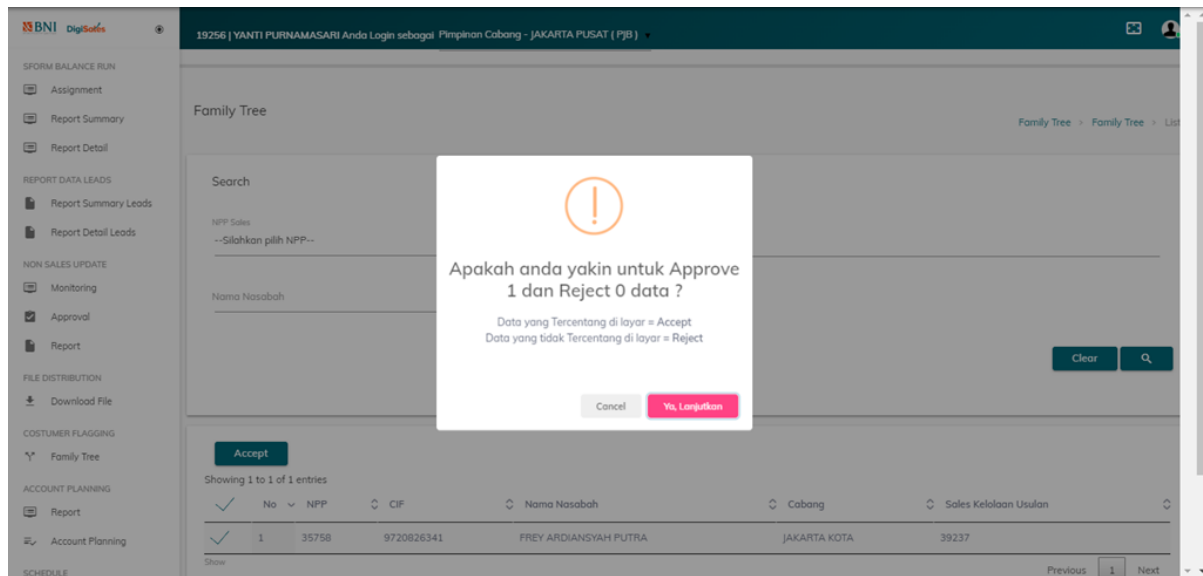 BNI DigiSales
19256 | YANTI PURNAMASARI Anda Login sebagai Pimpinan Cabang - JAKARTA PUSAT ( PJB )
SFORM BALANCE RUN
Assignment
Report Summary
Report Detail
REPORT DATA LEADS
Report Summary Leads
Report Detail Leads
NON SALES UPDATE
Monitoring
Approval
Report
FILE DISTRIBUTION
Download File
COSTUMER FLAGGING
Family Tree
ACCOUNT PLANNING
Report
Account Planning
SCHEDULE
Family Tree
Family Tree > Family Tree > List
Search
NPP Sales
--Silahkan pilih NPP--
Nama Nasabah
Clear
Apakah anda yakin untuk Approve
1 dan Reject 0 data ?
Data yang Tercentang di layar = Accept
Data yang tidak Tercentang di layar = Reject
Cancel Ya, Lanjutkan
Accept
Showing 1 to 1 of 1 entries
No NPP CIF Nama Nasabah Cabang Sales Kelolaan Usulan
1 35758 9720826341 FREY ARDIANSYAH PUTRA JAKARTA KOTA 39237
Show
Previous 1 Next